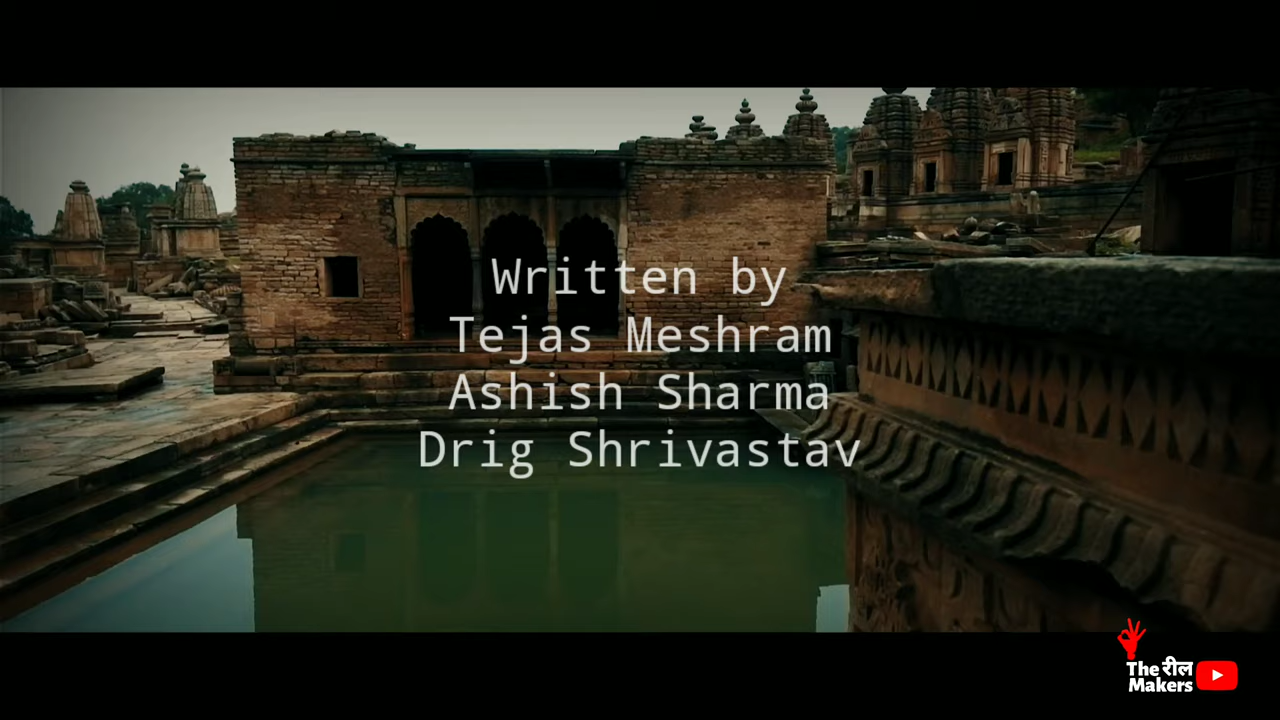 Written by
Tejas Meshram
Ashish Sharma
Drig Shrivastav
The रील
Makers